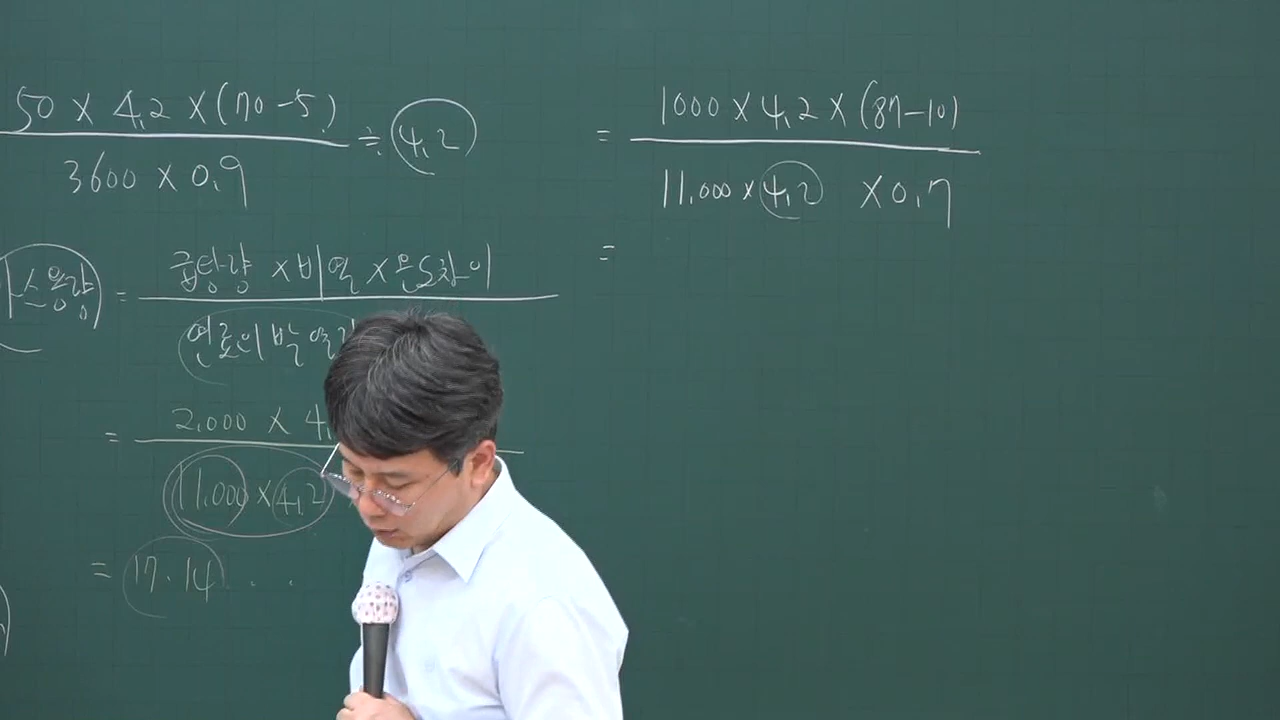 50 × 4,2 × (70 - 5)
3600 × 0,9
÷ 4,2
스용량 = 급탕량 × 비열 × 온도차이
연료의 발열
= 2,000 × 4,
11,000 × 4,2
= 17.14 . . .
= 1000 × 4,2 × (87-10)
11,000 × 4,2 × 0,7
=